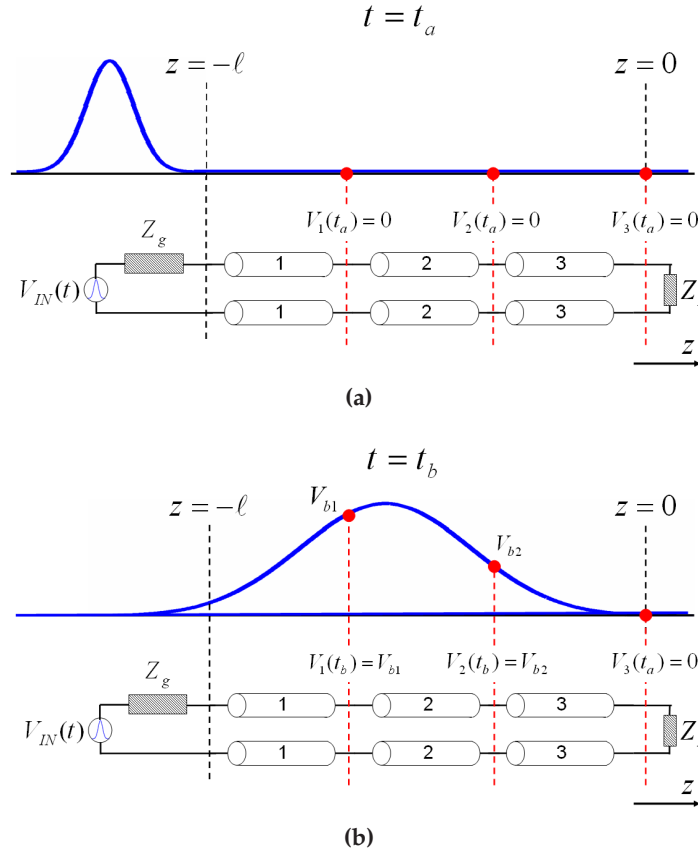 t = t_a
z = −ℓ
z = 0
V_1(t_a) = 0
V_2(t_a) = 0
V_3(t_a) = 0
Z_g
V_IN(t)
1
2
3
1
2
3
Z
z
(a)
t = t_b
z = −ℓ
V_b1
z = 0
V_b2
V_1(t_b) = V_b1
V_2(t_b) = V_b2
V_3(t_a) = 0
Z_g
V_IN(t)
1
2
3
1
2
3
Z
z
(b)